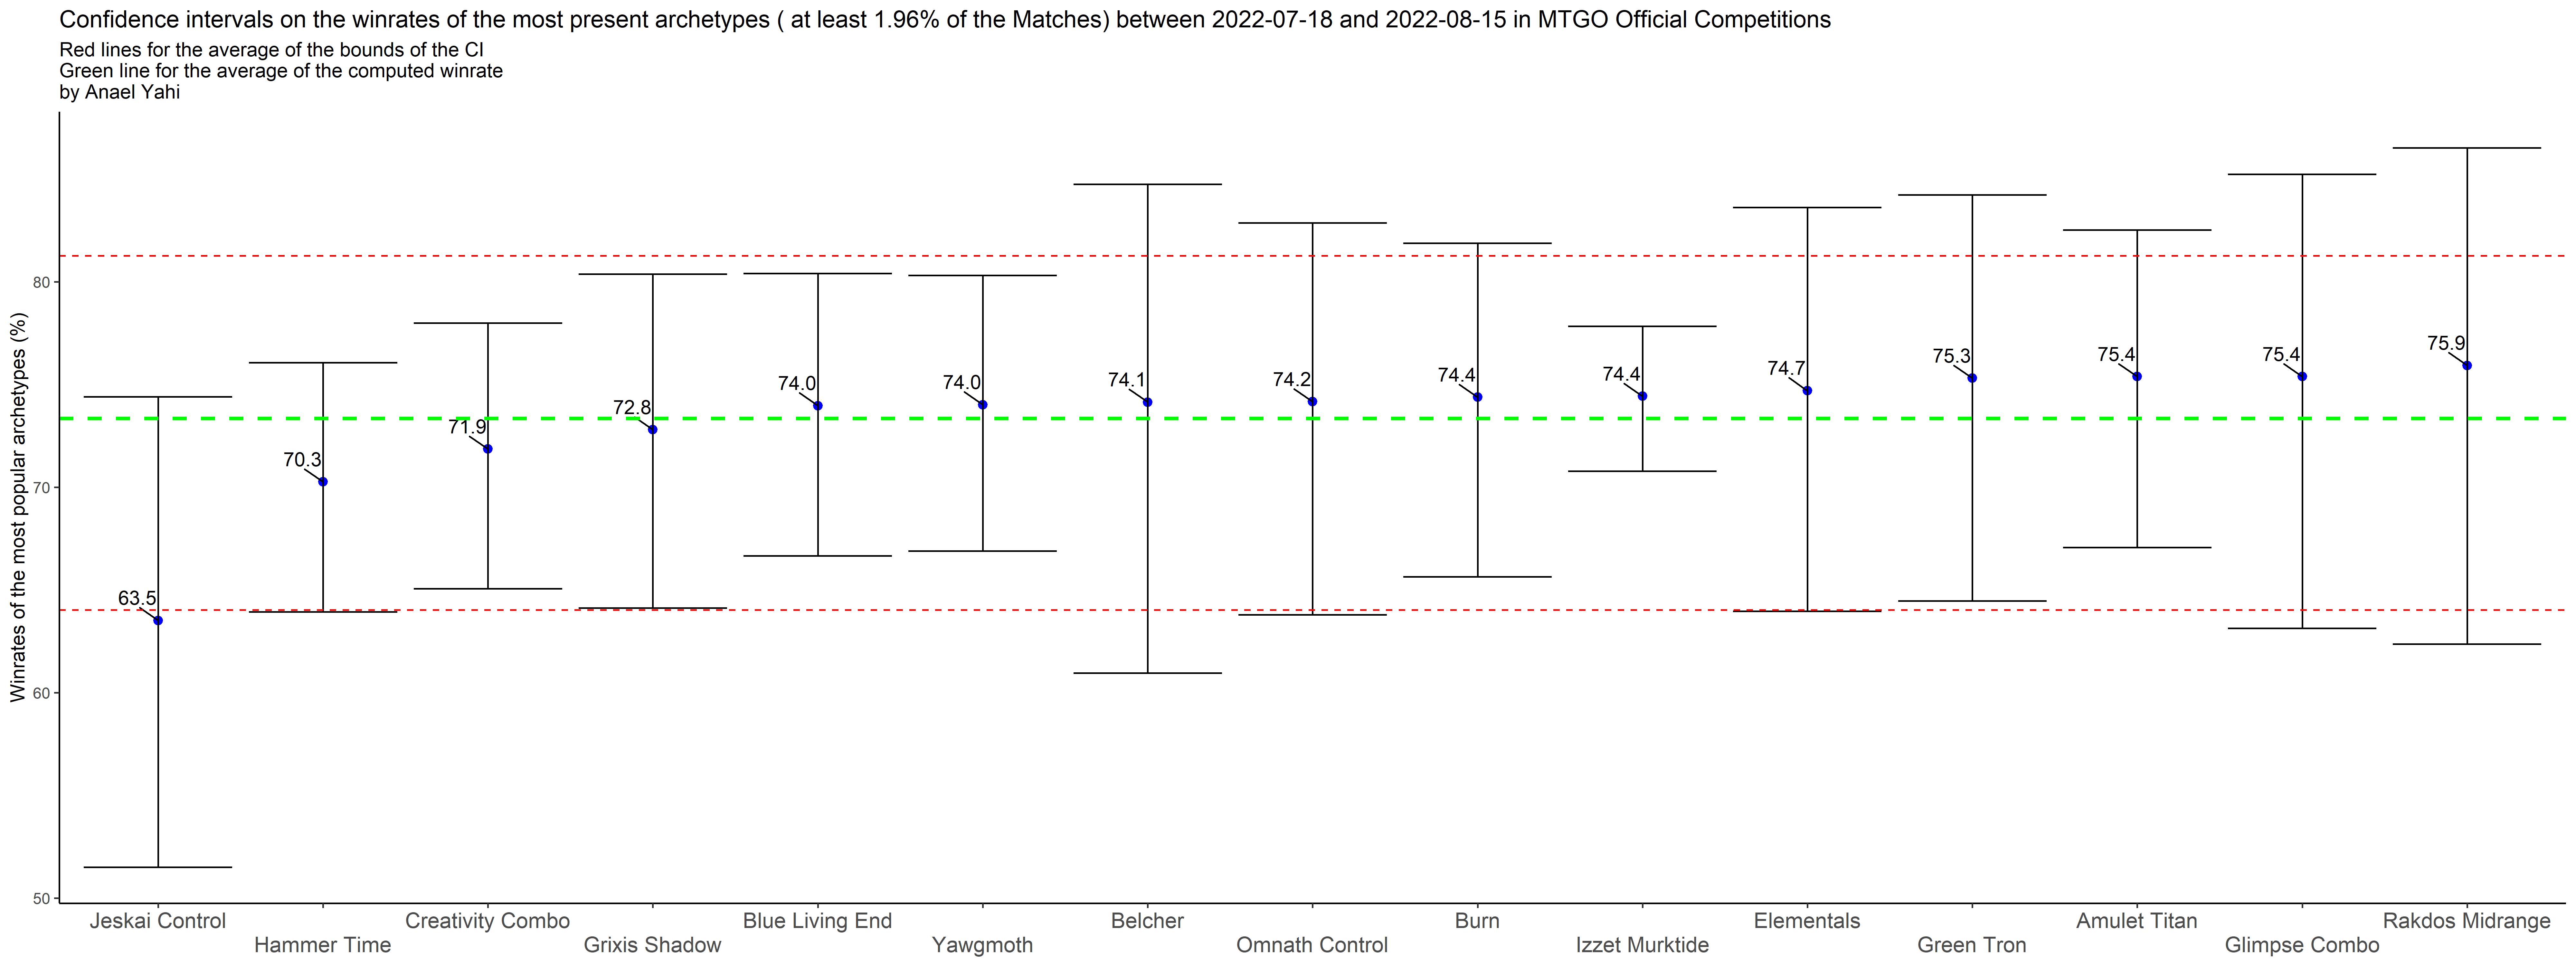 Confidence intervals on the winrates of the most present archetypes ( at least 1.96% of the Matches) between 2022-07-18 and 2022-08-15 in MTGO Official Competitions
Red lines for the average of the bounds of the CI
Green line for the average of the computed winrate
by Anael Yahi
Winrates of the most popular archetypes (%)
80
70
60
50
63.5
70.3
71.9
72.8
74.0
74.0
74.1
74.2
74.4
74.4
74.7
75.3
75.4
75.4
75.9
Jeskai Control
Hammer Time
Creativity Combo
Grixis Shadow
Blue Living End
Yawgmoth
Belcher
Omnath Control
Burn
Izzet Murktide
Elementals
Green Tron
Amulet Titan
Glimpse Combo
Rakdos Midrange